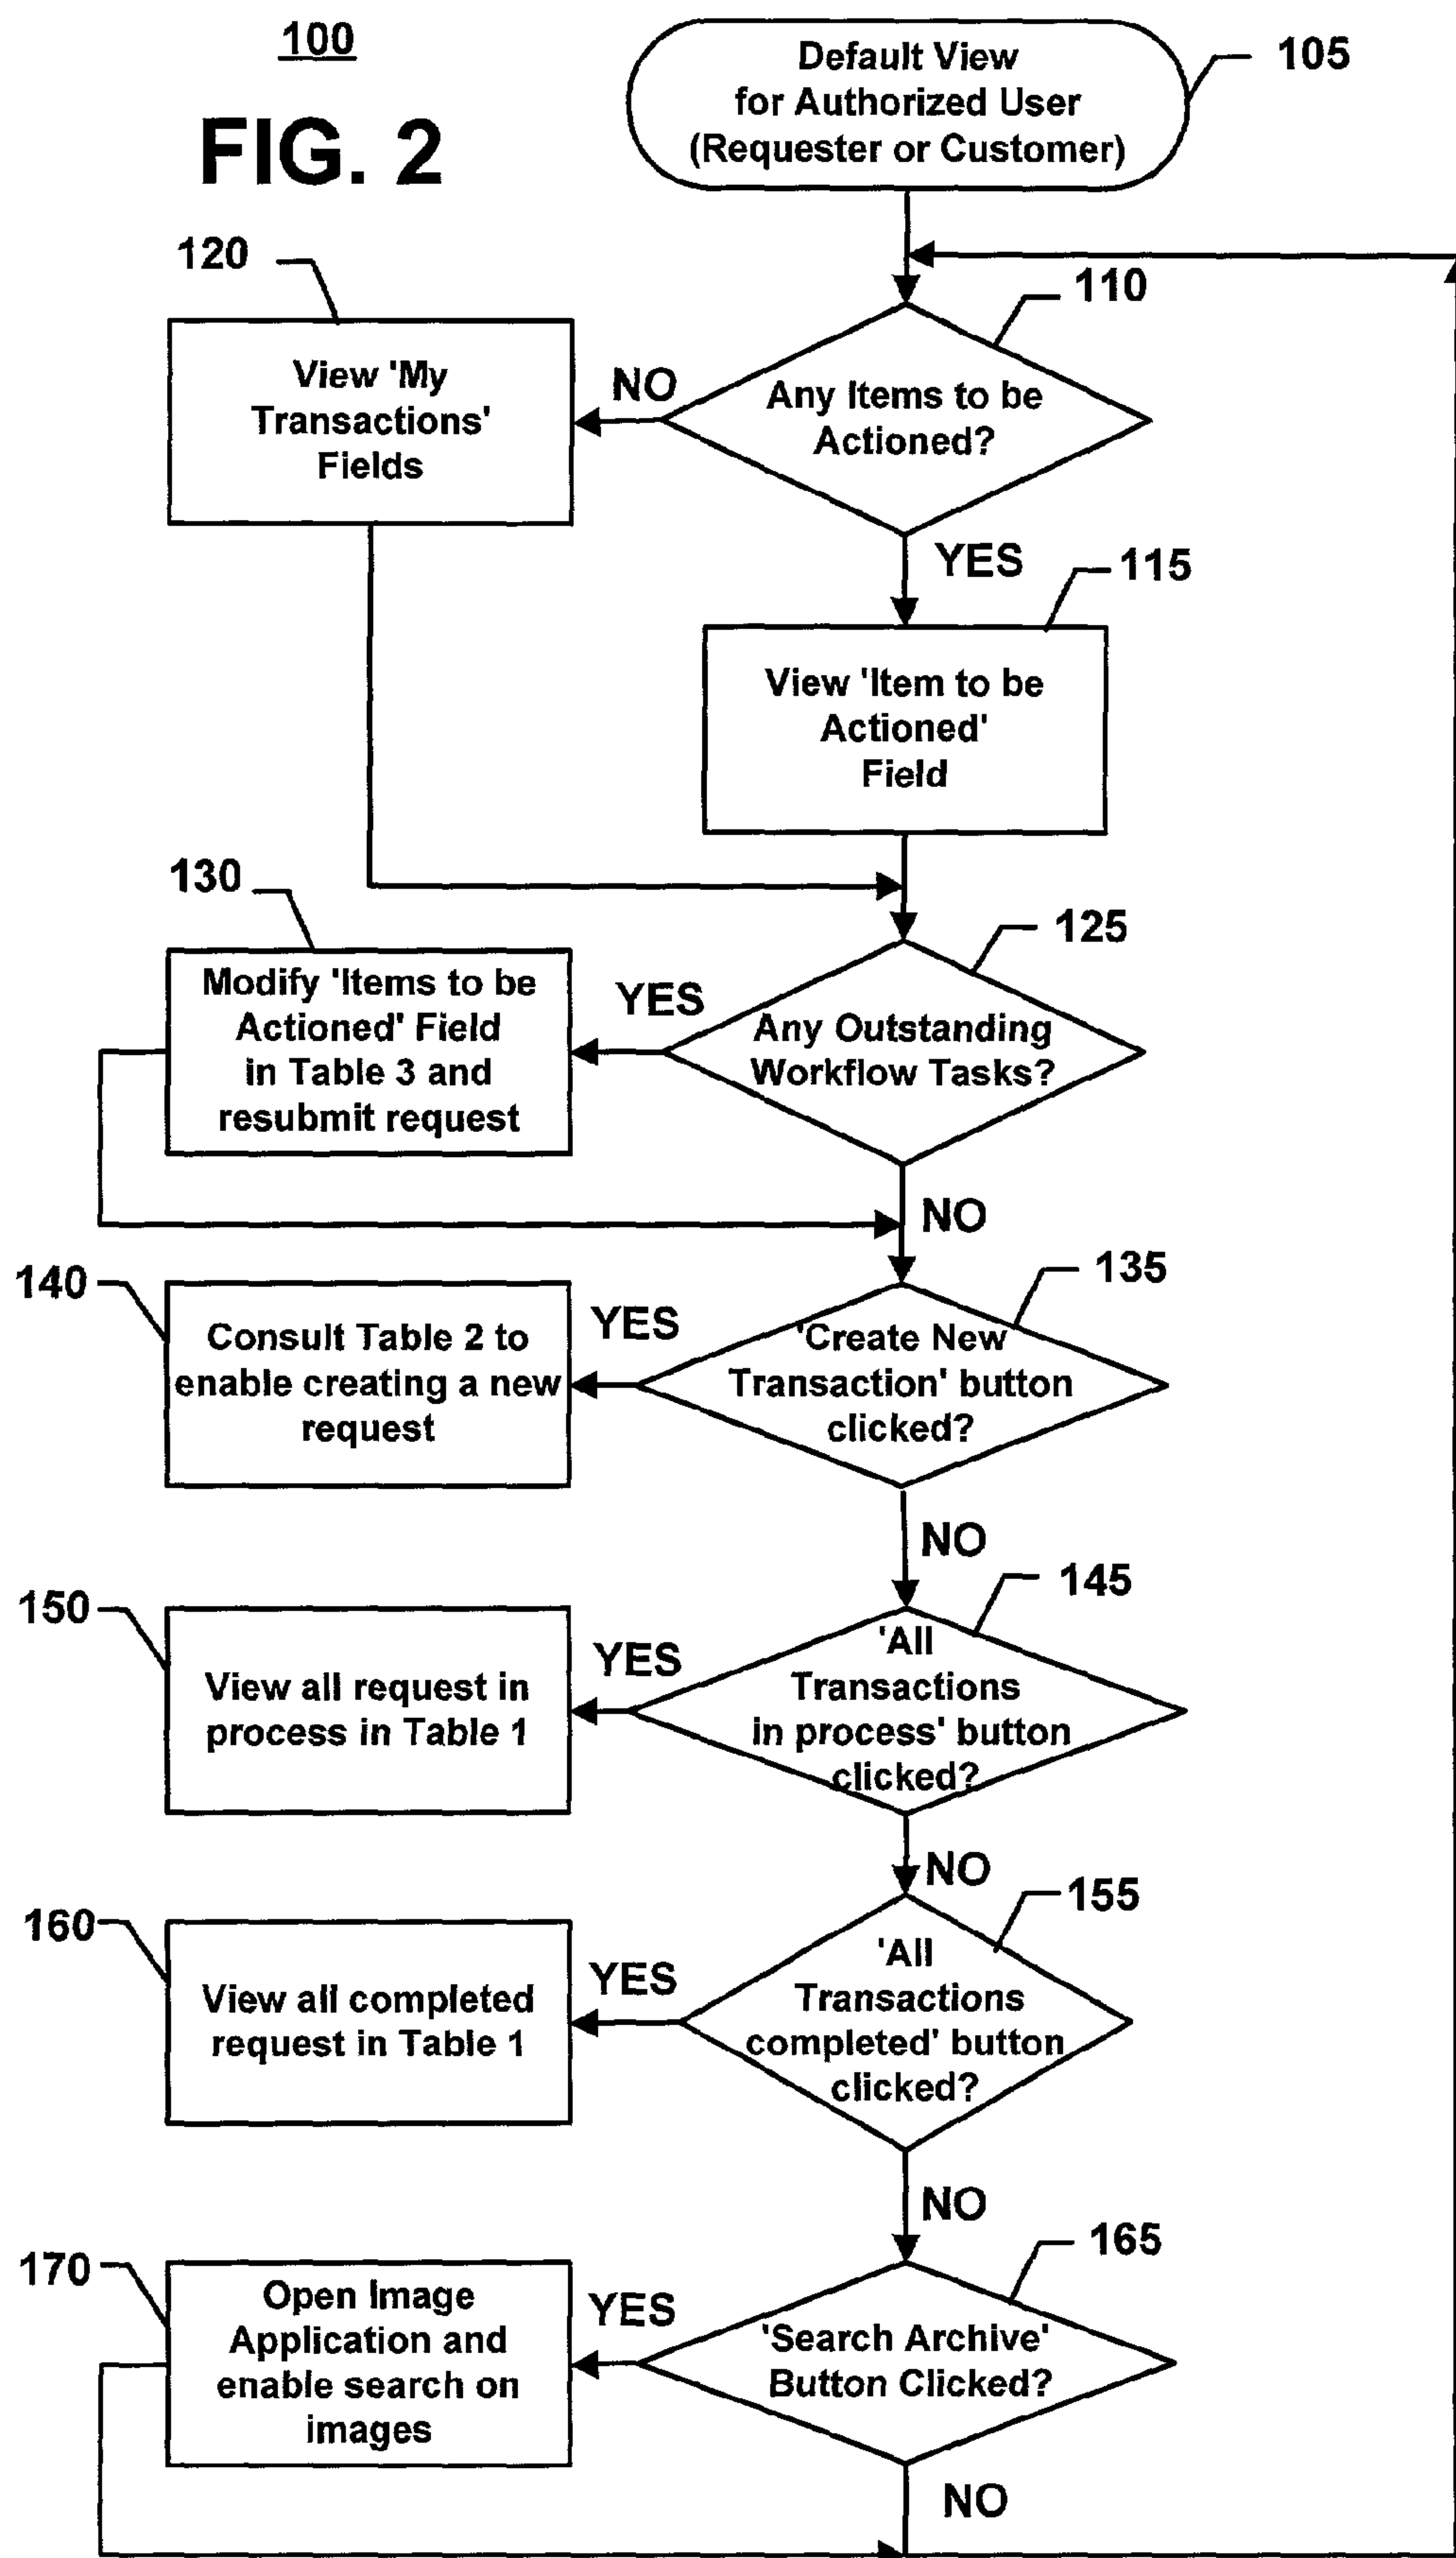 100
FIG. 2
Default View
for Authorized User
(Requester or Customer)
105
120
110
View 'My
Transactions'
Fields
NO
Any Items to be
Actioned?
YES
115
View 'Item to be
Actioned'
Field
130
125
Modify 'Items to be
Actioned' Field
in Table 3 and
resubmit request
YES
Any Outstanding
Workflow Tasks?
NO
140
135
Consult Table 2 to
enable creating a new
request
YES
'Create New
Transaction' button
clicked?
NO
150
145
View all request in
process in Table 1
YES
'All
Transactions
in process' button
clicked?
NO
160
155
View all completed
request in Table 1
YES
'All
Transactions
completed' button
clicked?
NO
170
165
Open Image
Application and
enable search on
images
YES
'Search Archive'
Button Clicked?
NO